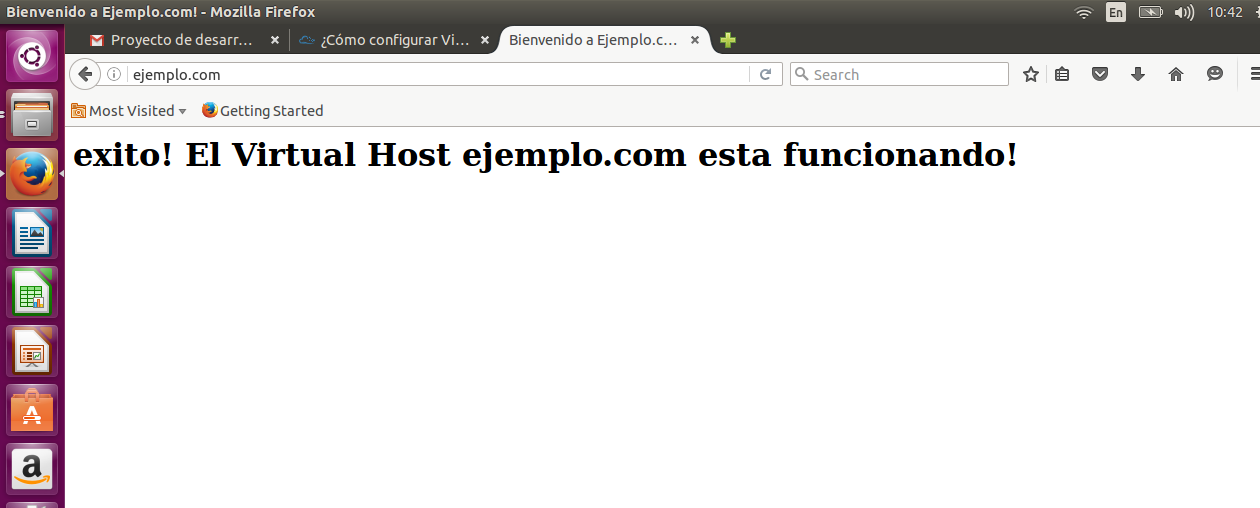 Bienvenido a Ejemplo.com! - Mozilla Firefox
En
10:42
Proyecto de desarr...
¿Cómo configurar Vi...
Bienvenido a Ejemplo.c...
ejemplo.com
Search
Most Visited
Getting Started
exito! El Virtual Host ejemplo.com esta funcionando!